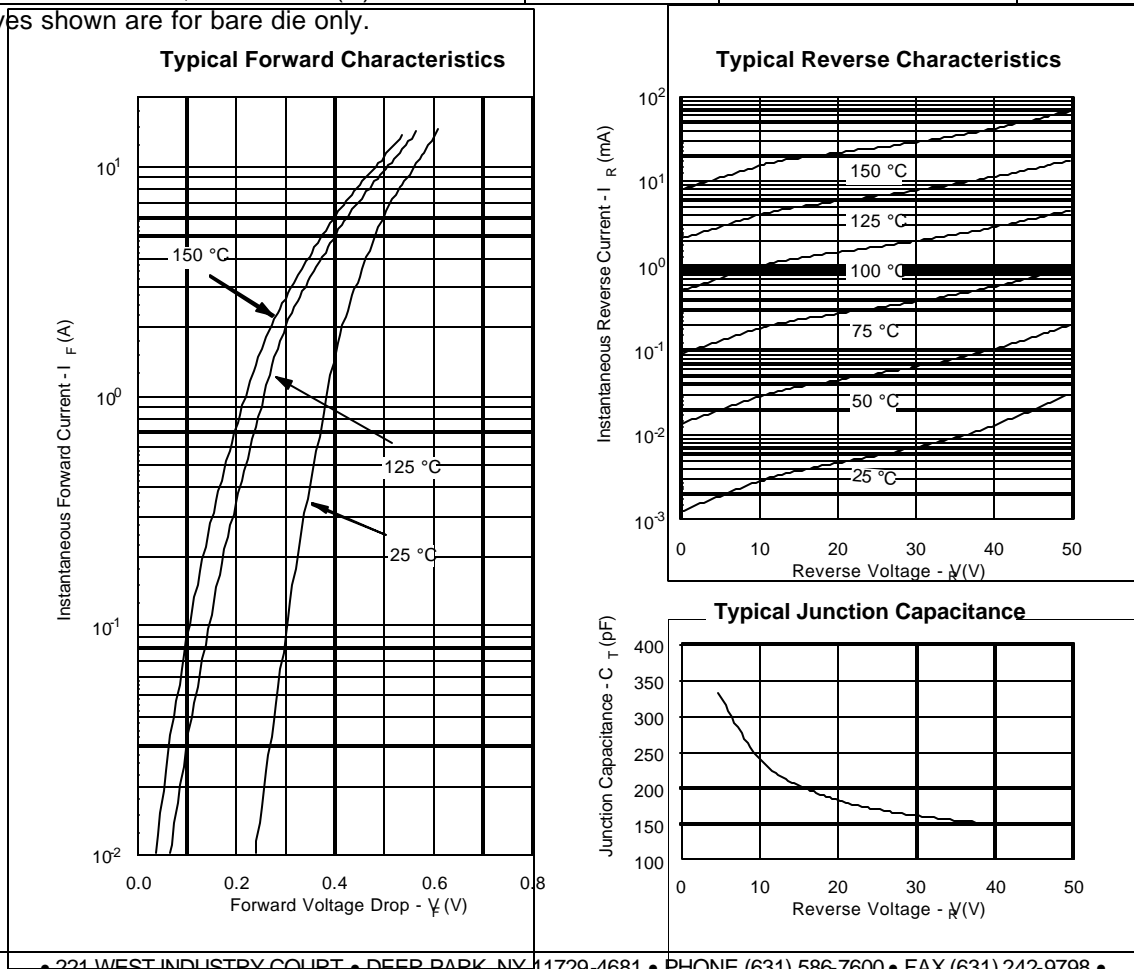 ves shown are for bare die only.
Typical Forward Characteristics
Instantaneous Forward Current - I F (A)
10¹
10⁰
10⁻¹
10⁻²
150 °C
125 °C
25 °C
0.0 0.2 0.4 0.6 0.8
Forward Voltage Drop - VF (V)
Typical Reverse Characteristics
Instantaneous Reverse Current - I R (mA)
10²
10¹
10⁰
10⁻¹
10⁻²
10⁻³
150 °C
125 °C
100 °C
75 °C
50 °C
25 °C
0 10 20 30 40 50
Reverse Voltage - VR (V)
Typical Junction Capacitance
Junction Capacitance - C T (pF)
400
350
300
250
200
150
100
0 10 20 30 40 50
Reverse Voltage - VR (V)
• 221 WEST INDUSTRY COURT • DEER PARK, NY 11729-4681 • PHONE (631) 586-7600 • FAX (631) 242-9798 •